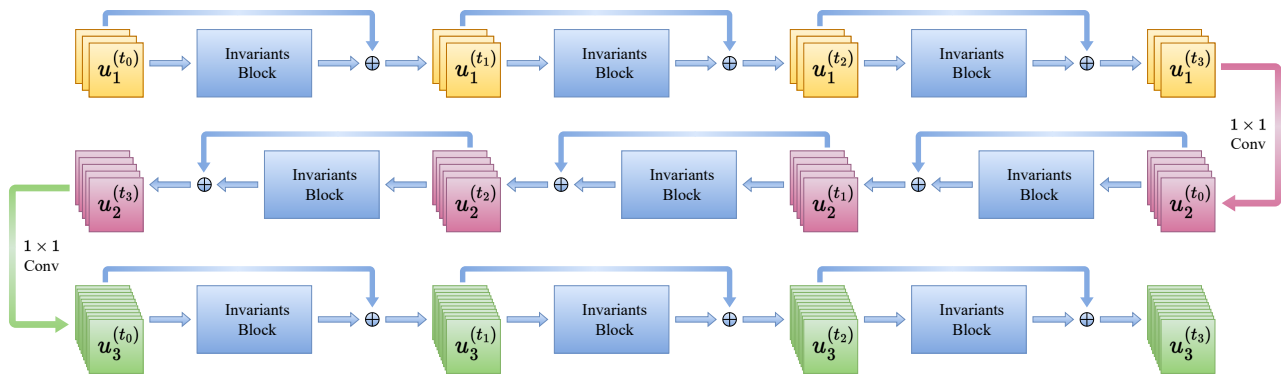 u_1^{(t_0)} Invariants Block ⊕ u_1^{(t_1)} Invariants Block ⊕ u_1^{(t_2)} Invariants Block ⊕ u_1^{(t_3)}
1 × 1
Conv
u_2^{(t_3)} ⊕ Invariants Block u_2^{(t_2)} ⊕ Invariants Block u_2^{(t_1)} ⊕ Invariants Block u_2^{(t_0)}
1 × 1
Conv
u_3^{(t_0)} Invariants Block ⊕ u_3^{(t_1)} Invariants Block ⊕ u_3^{(t_2)} Invariants Block ⊕ u_3^{(t_3)}